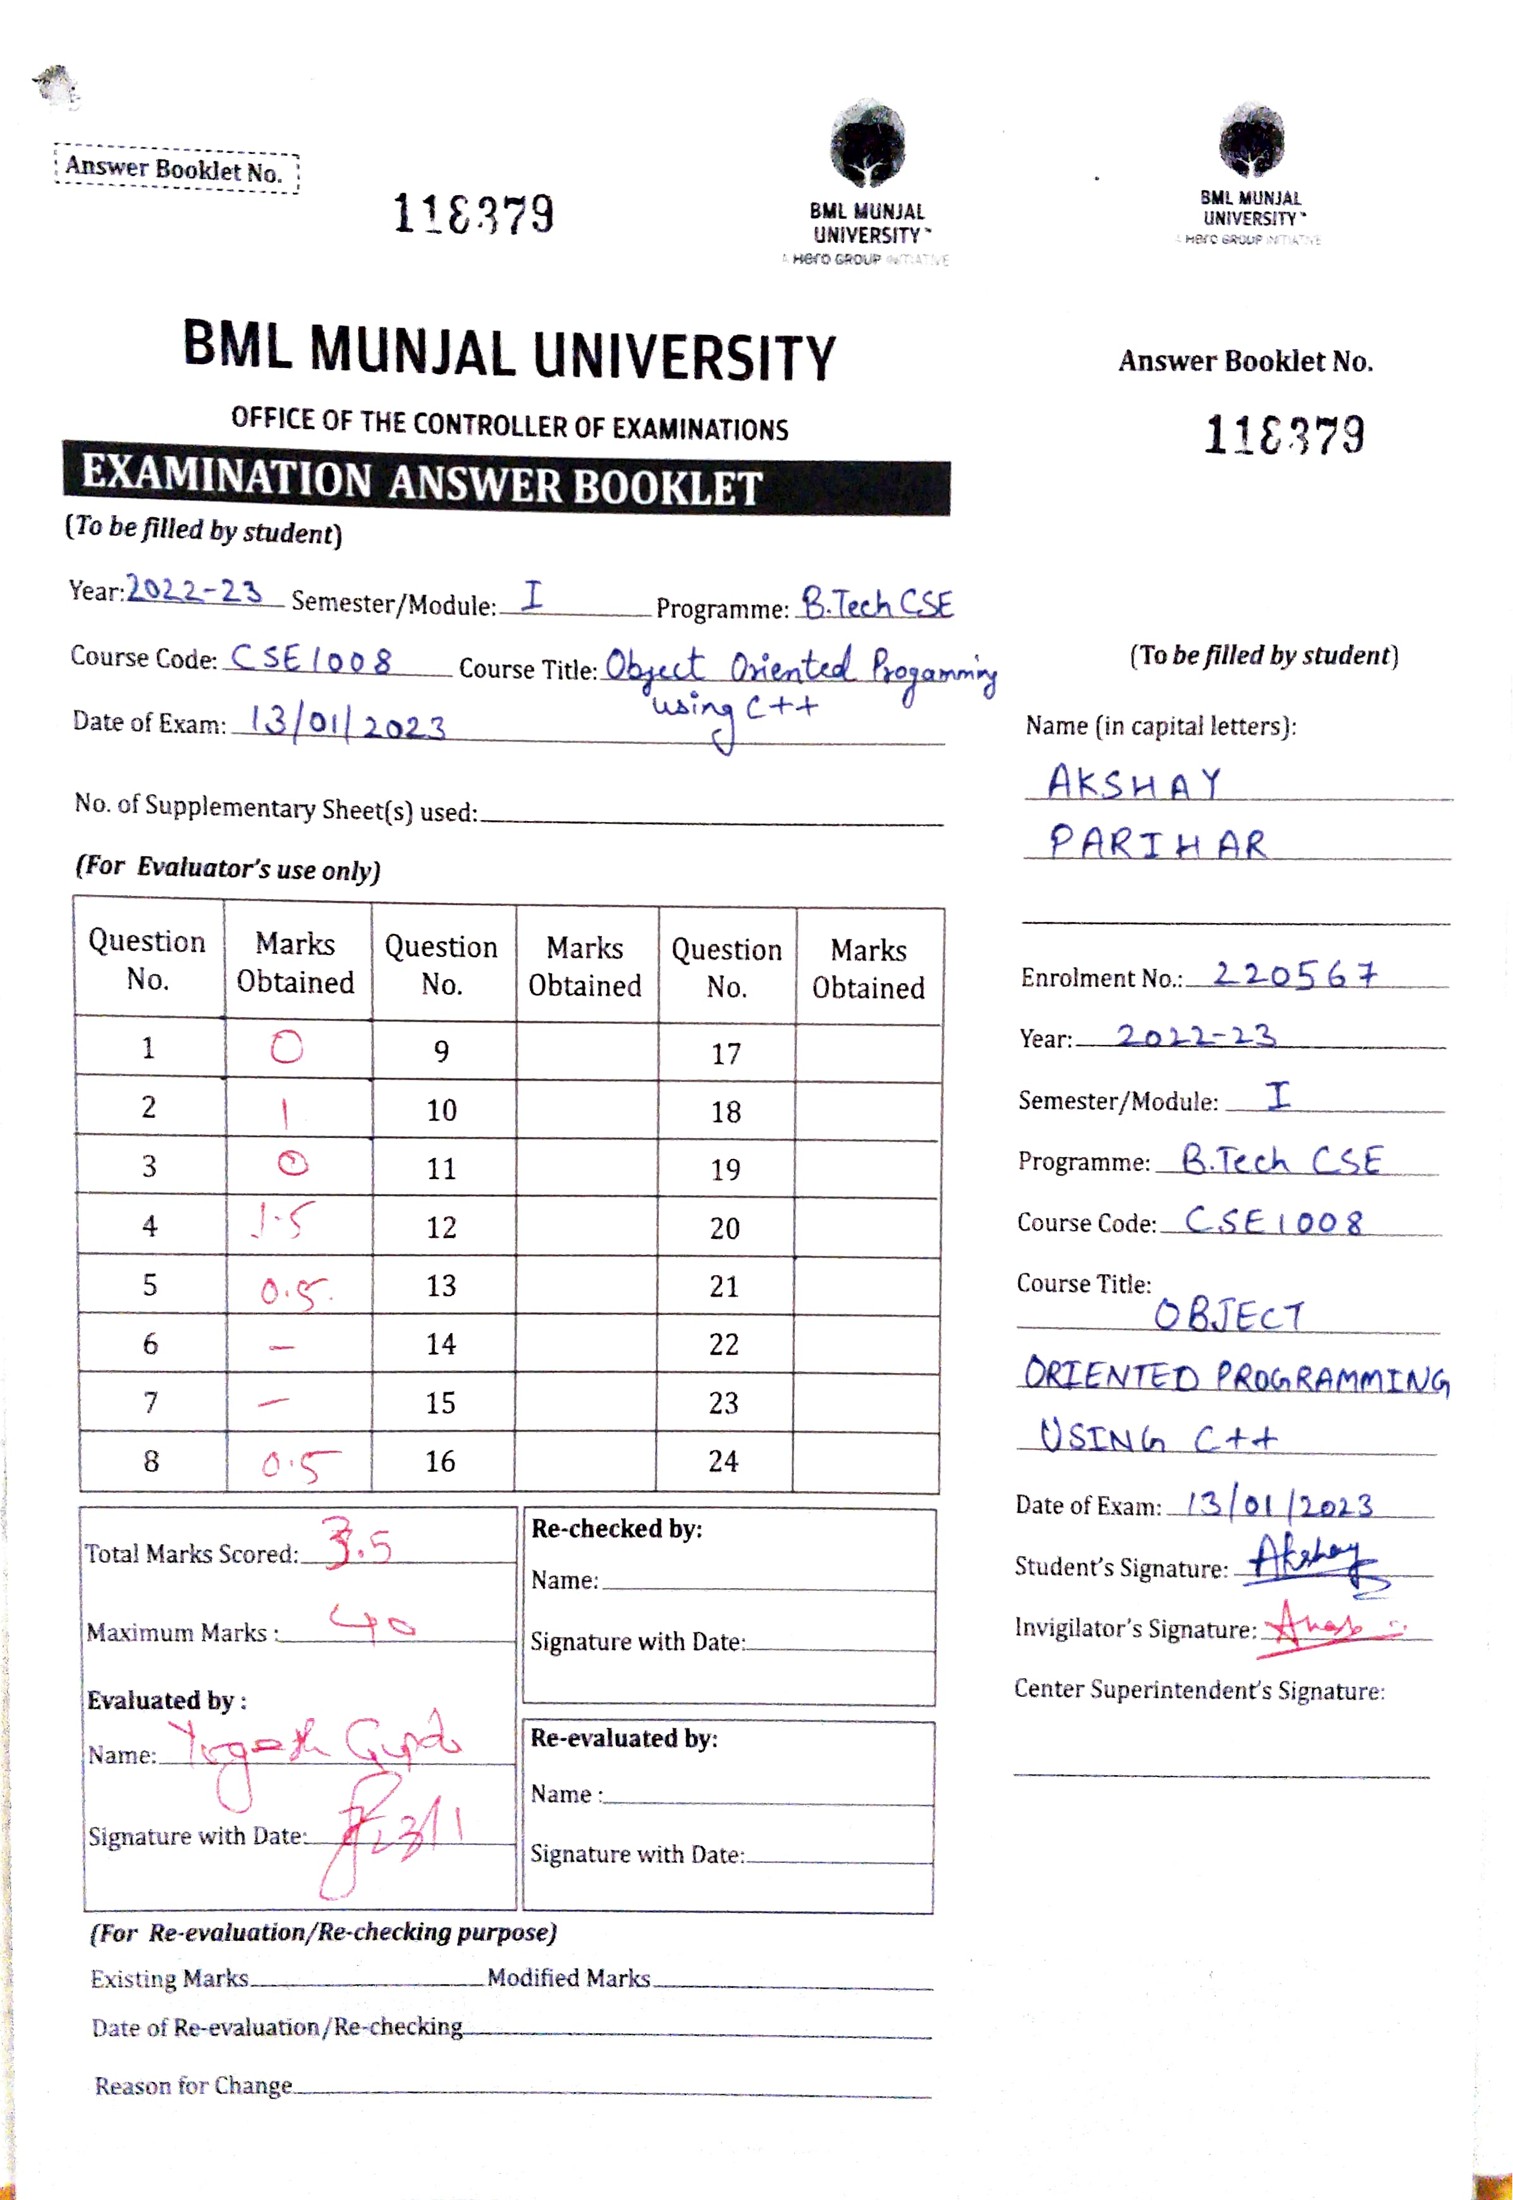 Answer Booklet No.
118379
BML MUNJAL
UNIVERSITY™
A Hero GROUP INITIATIVE
BML MUNJAL UNIVERSITY
OFFICE OF THE CONTROLLER OF EXAMINATIONS
EXAMINATION ANSWER BOOKLET
(To be filled by student)
Year: 2022-23 Semester/Module: I Programme: B.Tech CSE
Course Code: CSE1008 Course Title: Object Oriented Progamming
using C++
Date of Exam: 13/01/2023
No. of Supplementary Sheet(s) used:
(For Evaluator's use only)
Question No. Marks Obtained Question No. Marks Obtained Question No. Marks Obtained
1 0 9 17
2 1 10 18
3 0 11 19
4 1.5 12 20
5 0.5 13 21
6 - 14 22
7 - 15 23
8 0.5 16 24
Total Marks Scored: 3.5
Maximum Marks : 40
Evaluated by :
Name: Yogesh Gupta
Signature with Date: 23/1
Re-checked by:
Name:
Signature with Date:
Re-evaluated by:
Name :
Signature with Date:
(For Re-evaluation/Re-checking purpose)
Existing Marks Modified Marks
Date of Re-evaluation/Re-checking
Reason for Change
BML MUNJAL
UNIVERSITY™
A Hero GROUP INITIATIVE
Answer Booklet No.
118379
(To be filled by student)
Name (in capital letters):
AKSHAY
PARIHAR
Enrolment No.: 220567
Year: 2022-23
Semester/Module: I
Programme: B.Tech CSE
Course Code: CSE1008
Course Title:
OBJECT
ORIENTED PROGRAMMING
USING C++
Date of Exam: 13/01/2023
Student's Signature: Akshay
Invigilator's Signature:
Center Superintendent's Signature: